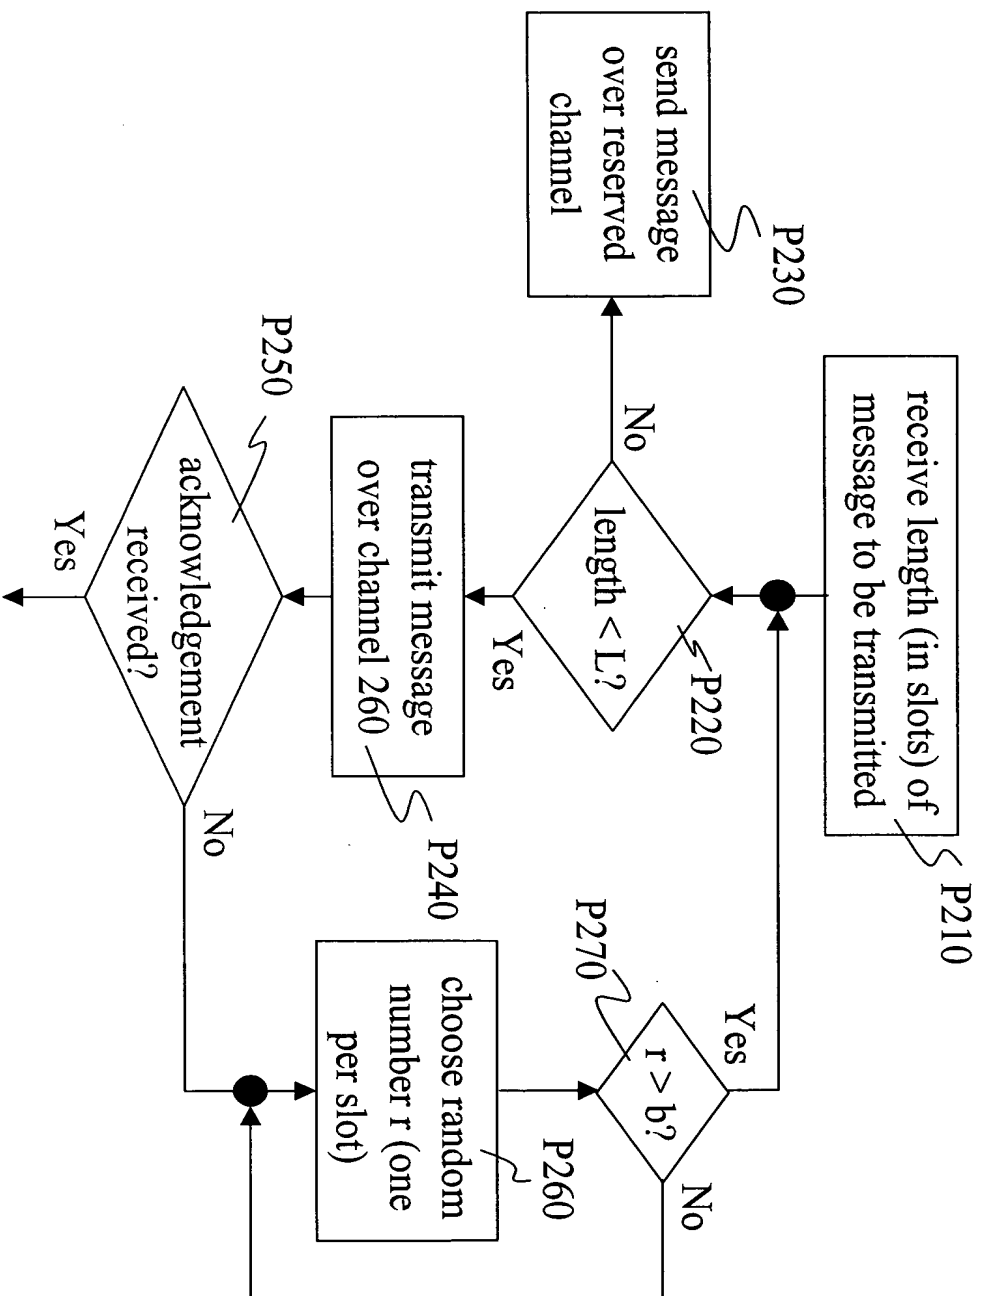 receive length (in slots) of
message to be transmitted
P210
length < L?
P220
No
Yes
send message
over reserved
channel
P230
transmit message
over channel 260
P240
acknowledgement
received?
P250
Yes
No
choose random
number r (one
per slot)
P260
r > b?
P270
Yes
No